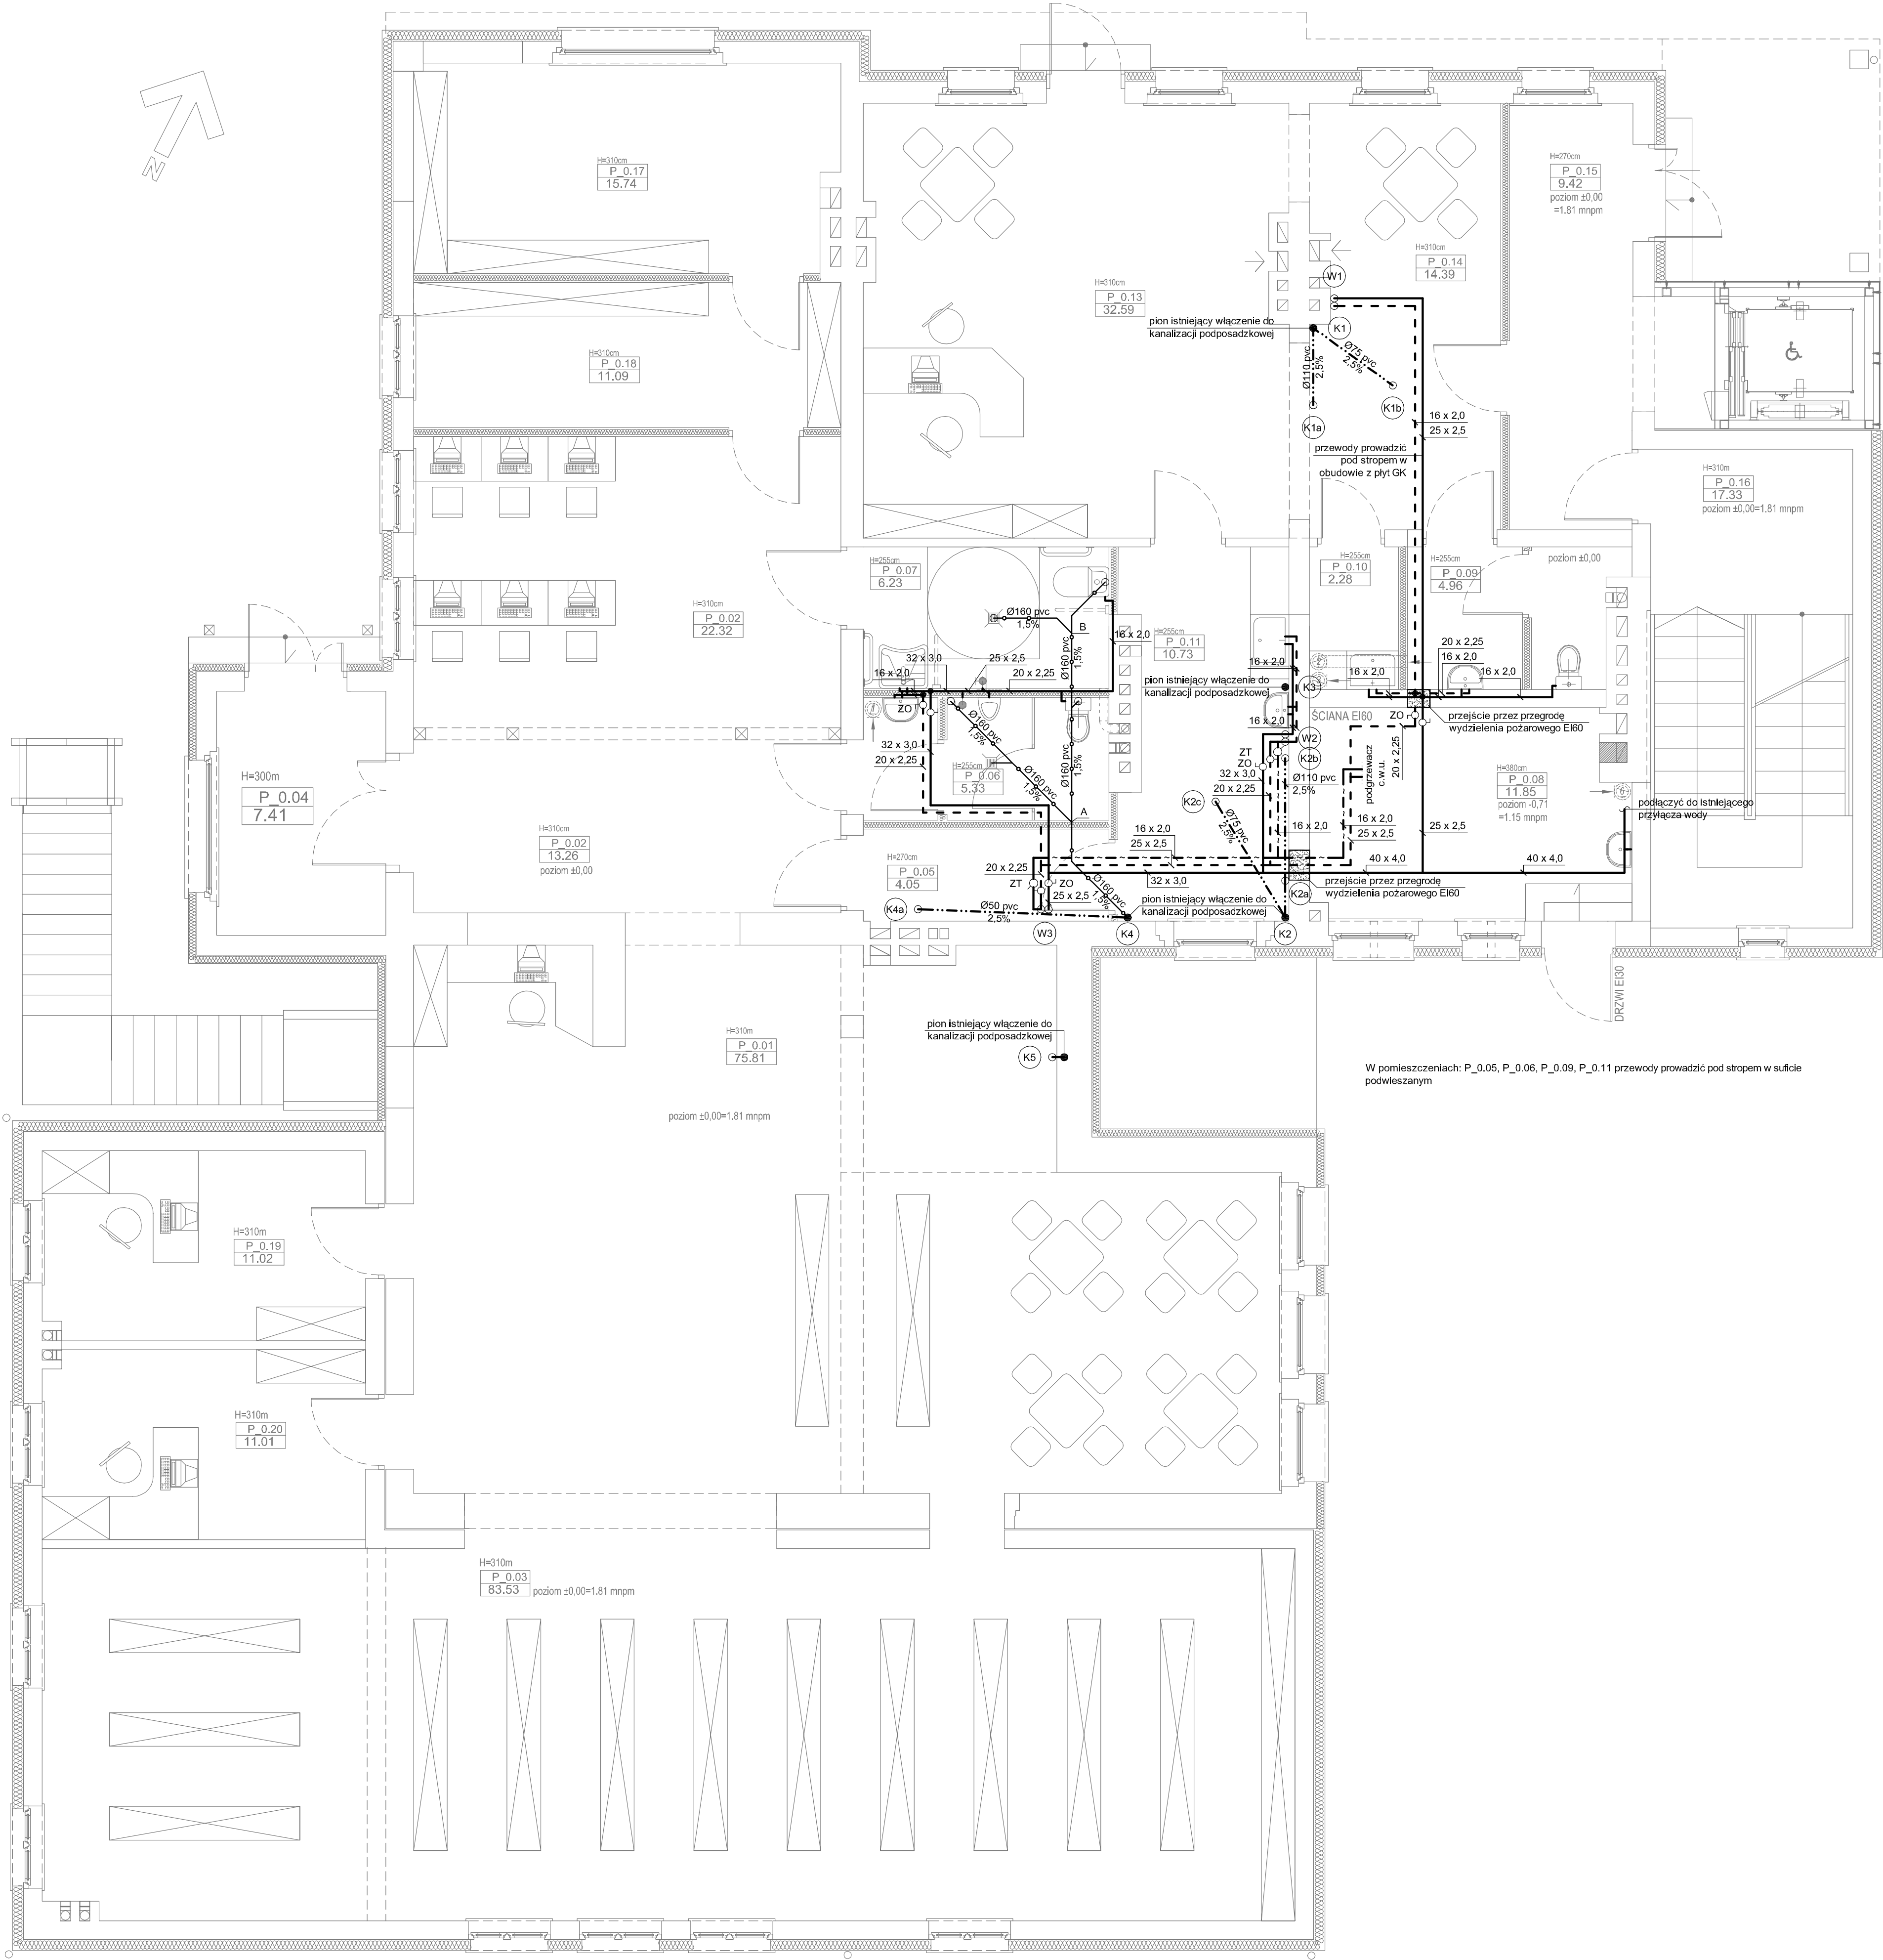 N
H=310cm
P_0.17
15.74
H=270cm
P_0.15
9.42
poziom ±0,00
=1.81 mnpm
H=310cm
P_0.14
14.39
H=310cm
P_0.13
32.59
W1
pion istniejący włączenie do
kanalizacji podposadzkowej
K1
Ø110 pvc
2,5%
Ø75 pvc
2,5%
K1a
K1b
H=310cm
P_0.18
11.09
16 x 2,0
25 x 2,5
przewody prowadzić
pod stropem w
obudowie z płyt GK
H=310m
P_0.16
17.33
poziom ±0,00=1.81 mnpm
H=255cm
P_0.07
6.23
H=255cm
P_0.10
2.28
H=255cm
P_0.09
4.96
poziom ±0,00
H=310cm
P_0.02
22.32
Ø160 pvc
1,5%
B
Ø160 pvc
1,5%
16 x 2,0
H=255cm
P_0.11
10.73
32 x 3,0
25 x 2,5
16 x 2,0
20 x 2,25
16 x 2,0
20 x 2,25
16 x 2,0
16 x 2,0
16 x 2,0
pion istniejący włączenie do
kanalizacji podposadzkowej
K3
ZO
16 x 2,0
ŚCIANA EI60
ZO
przejście przez przegrodę
wydzielenia pożarowego EI60
Ø160 pvc
1,5%
Ø160 pvc
1,5%
32 x 3,0
20 x 2,25
W2
ZT
K2b
ZO
20 x 2,25
H=300m
P_0.04
7.41
H=255cm
P_0.06
5.33
Ø160 pvc
1,5%
A
32 x 3,0
20 x 2,25
Ø110 pvc
2,5%
podgrzewacz
c.w.u.
H=380cm
P_0.08
11.85
poziom -0,71
=1.15 mnpm
podłączyć do istniejącego
przyłącza wody
K2c
Ø75 pvc
2,5%
16 x 2,0
16 x 2,0
25 x 2,5
25 x 2,5
H=310cm
P_0.02
13.26
poziom ±0,00
16 x 2,0
25 x 2,5
H=270cm
P_0.05
4.05
20 x 2,25
ZT
ZO
25 x 2,5
Ø160 pvc
1,5%
32 x 3,0
40 x 4,0
40 x 4,0
K2a
przejście przez przegrodę
wydzielenia pożarowego EI60
pion istniejący włączenie do
kanalizacji podposadzkowej
K4a
Ø50 pvc
2,5%
W3
K4
K2
DRZWI EI30
pion istniejący włączenie do
kanalizacji podposadzkowej
K5
H=310m
P_0.01
75.81
W pomieszczeniach: P_0.05, P_0.06, P_0.09, P_0.11 przewody prowadzić pod stropem w suficie
podwieszanym
poziom ±0,00=1.81 mnpm
H=310m
P_0.19
11.02
H=310m
P_0.20
11.01
H=310m
P_0.03
83.53
poziom ±0,00=1.81 mnpm